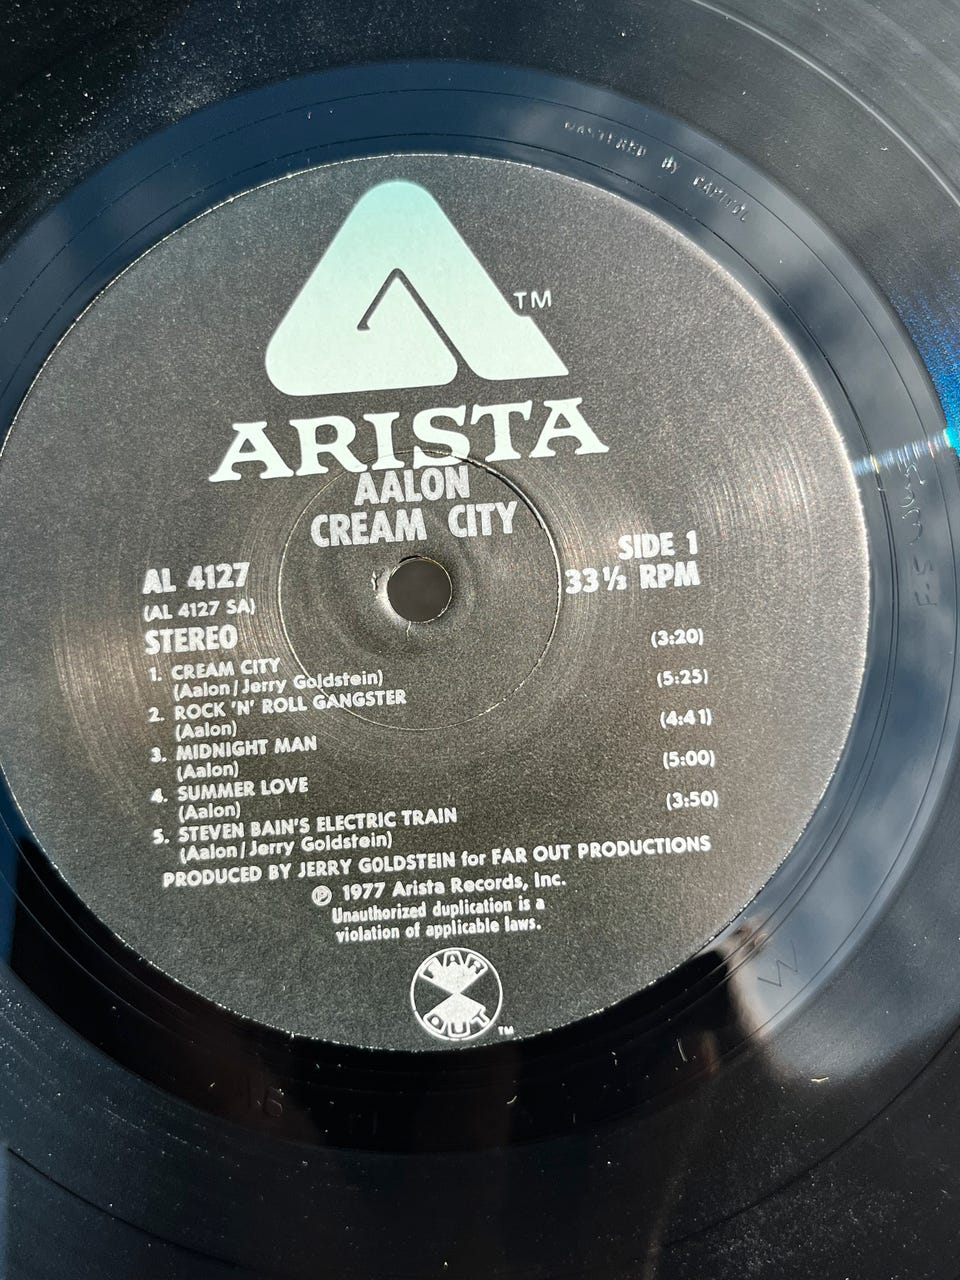 MASTERED BY CAPITOL
TM
ARISTA
AALON
CREAM CITY
SIDE 1
33⅓ RPM
AL 4127
(AL 4127 SA)
STEREO
1. CREAM CITY (3:20)
(Aalon/Jerry Goldstein)
2. ROCK 'N' ROLL GANGSTER (5:25)
(Aalon)
3. MIDNIGHT MAN (4:41)
(Aalon)
4. SUMMER LOVE (5:00)
(Aalon)
5. STEVEN BAIN'S ELECTRIC TRAIN (3:50)
(Aalon/Jerry Goldstein)
PRODUCED BY JERRY GOLDSTEIN for FAR OUT PRODUCTIONS
℗ 1977 Arista Records, Inc.
Unauthorized duplication is a
violation of applicable laws.
FAR
OUT
TM
W